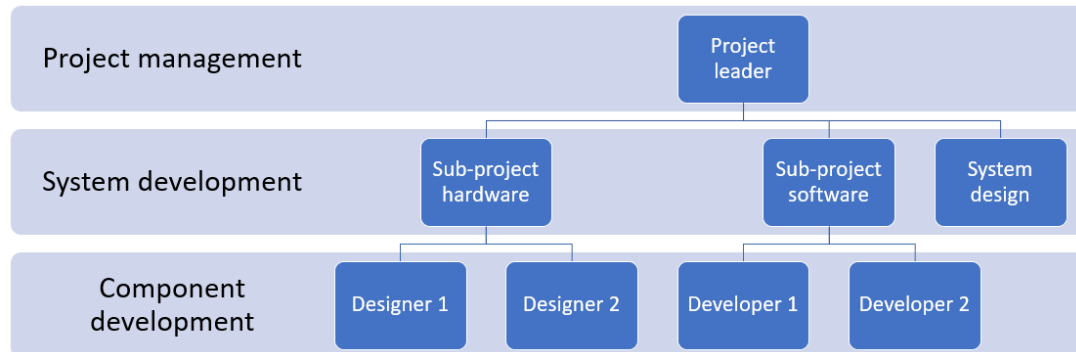 Project management
Project
leader
System development
Sub-project
hardware
Sub-project
software
System
design
Component
development
Designer 1
Designer 2
Developer 1
Developer 2